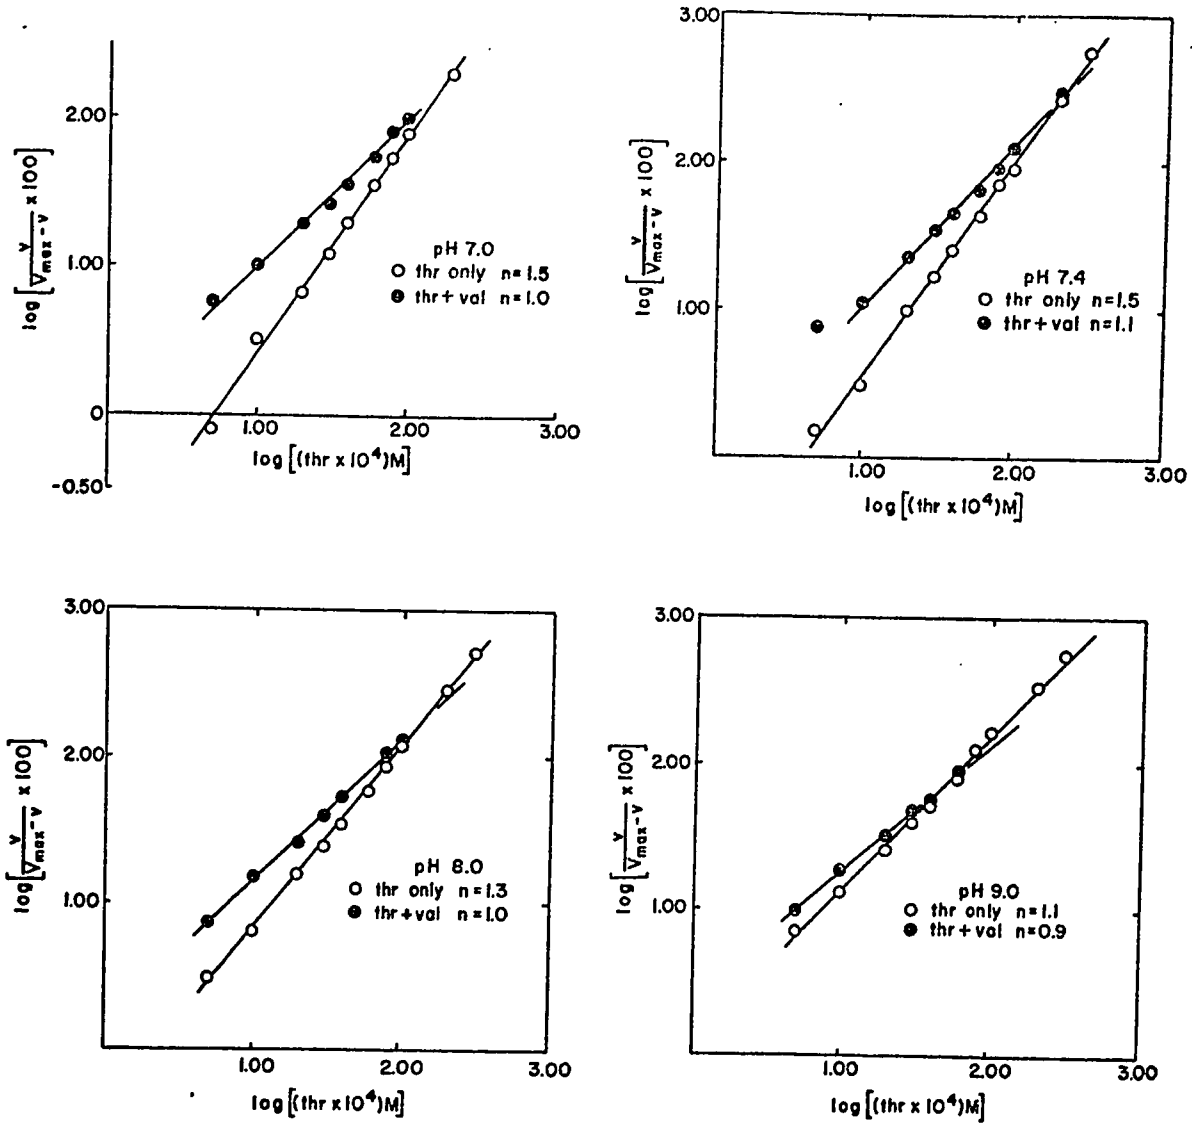 2.00
1.00
0
-0.50
1.00
2.00
3.00
log [ v / Vmax-v x 100 ]
pH 7.0
thr only n=1.5
thr + val n=1.0
log [(thr x 10⁴)M]
3.00
2.00
1.00
1.00
2.00
3.00
log [ v / Vmax-v x 100 ]
pH 7.4
thr only n=1.5
thr + val n=1.1
log [(thr x 10⁴)M]
3.00
2.00
1.00
1.00
2.00
3.00
log [ v / Vmax-v x 100 ]
pH 8.0
thr only n=1.3
thr + val n=1.0
log [(thr x 10⁴)M]
3.00
2.00
1.00
1.00
2.00
3.00
log [ v / Vmax-v x 100 ]
pH 9.0
thr only n=1.1
thr + val n=0.9
log [(thr x 10⁴)M]